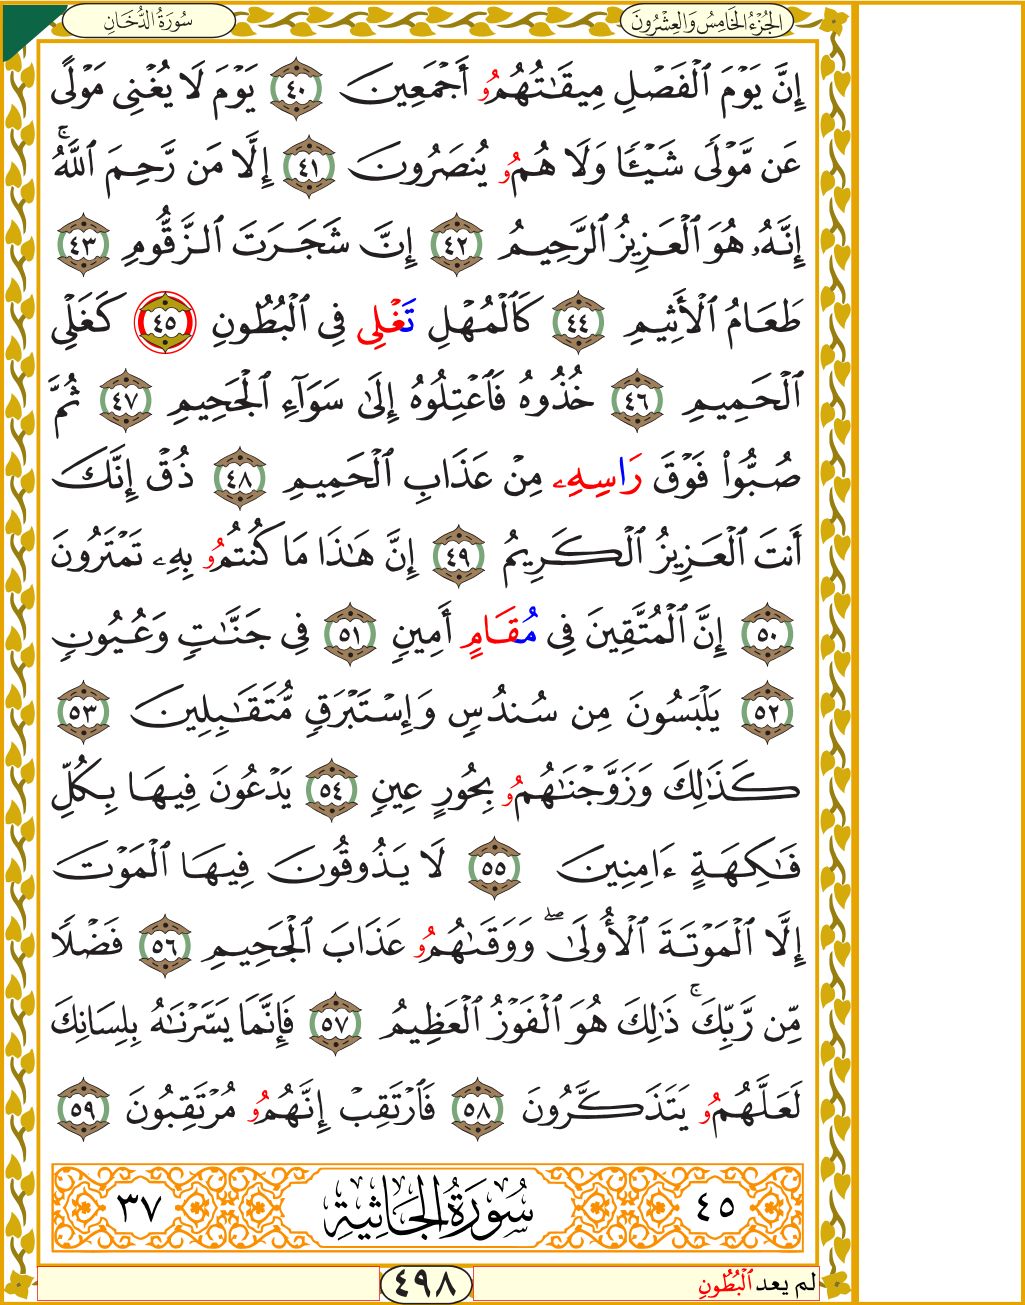 الجُزْءُ الخَامِسُ وَالعِشْرُونَ
سُورَةُ الدُّخَانِ
إِنَّ يَوْمَ ٱلْفَصْلِ مِيقَٰتُهُمُۥٓ أَجْمَعِينَ ٤٠ يَوْمَ لَا يُغْنِى مَوْلًى
عَن مَّوْلًى شَيْـًٔا وَلَا هُمُۥ يُنصَرُونَ ٤١ إِلَّا مَن رَّحِمَ ٱللَّهُ ۚ
إِنَّهُۥ هُوَ ٱلْعَزِيزُ ٱلرَّحِيمُ ٤٢ إِنَّ شَجَرَتَ ٱلزَّقُّومِ ٤٣
طَعَامُ ٱلْأَثِيمِ ٤٤ كَٱلْمُهْلِ تَغْلِى فِى ٱلْبُطُونِ ٤٥ كَغَلْىِ
ٱلْحَمِيمِ ٤٦ خُذُوهُ فَٱعْتِلُوهُ إِلَىٰ سَوَآءِ ٱلْجَحِيمِ ٤٧ ثُمَّ
صُبُّوا۟ فَوْقَ رَاسِهِۦ مِنْ عَذَابِ ٱلْحَمِيمِ ٤٨ ذُقْ إِنَّكَ
أَنتَ ٱلْعَزِيزُ ٱلْكَرِيمُ ٤٩ إِنَّ هَٰذَا مَا كُنتُمُۥ بِهِۦ تَمْتَرُونَ
٥٠ إِنَّ ٱلْمُتَّقِينَ فِى مُقَامٍ أَمِينٍ ٥١ فِى جَنَّٰتٍ وَعُيُونٍ
٥٢ يَلْبَسُونَ مِن سُندُسٍ وَإِسْتَبْرَقٍ مُّتَقَٰبِلِينَ ٥٣
كَذَٰلِكَ وَزَوَّجْنَٰهُمُۥ بِحُورٍ عِينٍ ٥٤ يَدْعُونَ فِيهَا بِكُلِّ
فَٰكِهَةٍ ءَامِنِينَ ٥٥ لَا يَذُوقُونَ فِيهَا ٱلْمَوْتَ
إِلَّا ٱلْمَوْتَةَ ٱلْأُولَىٰ ۖ وَوَقَىٰهُمُۥ عَذَابَ ٱلْجَحِيمِ ٥٦ فَضْلًا
مِّن رَّبِّكَ ۚ ذَٰلِكَ هُوَ ٱلْفَوْزُ ٱلْعَظِيمُ ٥٧ فَإِنَّمَا يَسَّرْنَٰهُ بِلِسَانِكَ
لَعَلَّهُمُۥ يَتَذَكَّرُونَ ٥٨ فَٱرْتَقِبْ إِنَّهُمُۥ مُرْتَقِبُونَ ٥٩
٤٥ سُورَةُ الجَاثِيَةِ ٣٧
لم يعد ٱلْبُطُونِ
٤٩٨